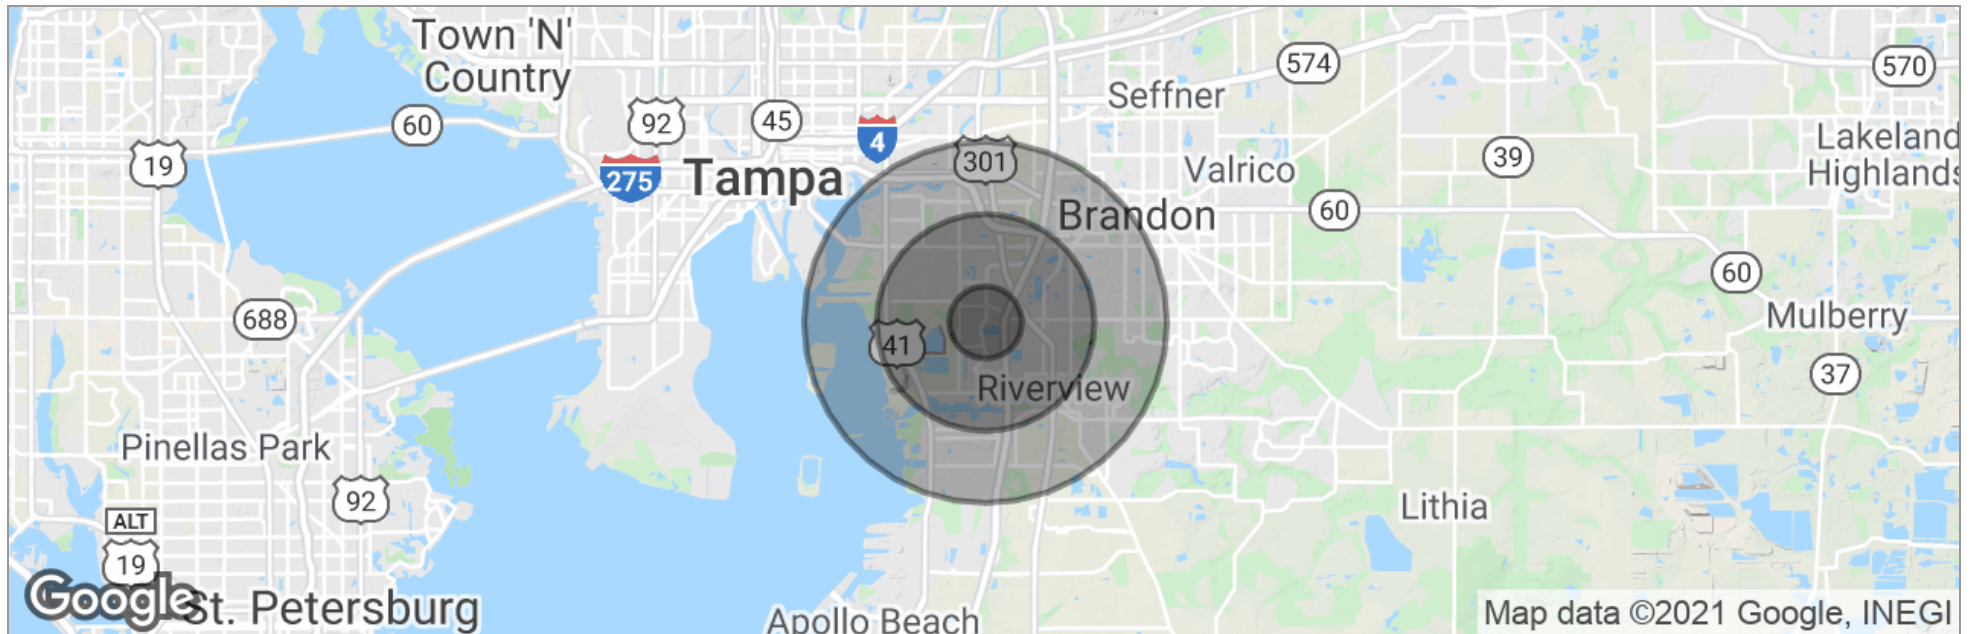 Town 'N'
Country
574
570
Seffner
60
92
45
4
301
19
275
Tampa
Valrico
39
Lakeland
Highlands
Brandon
60
60
688
41
Mulberry
Riverview
37
Pinellas Park
92
Lithia
ALT
19
Google
St. Petersburg
Apollo Beach
Map data ©2021 Google, INEGI